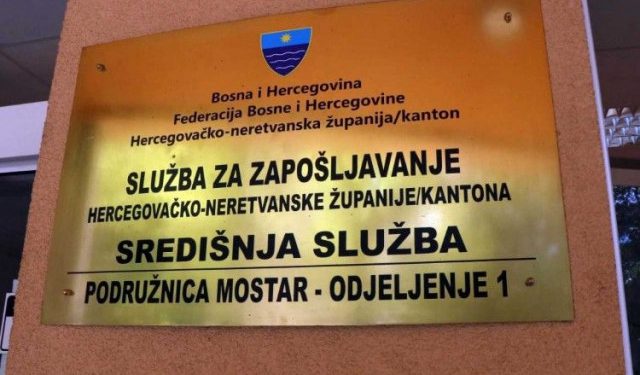 Bosna i Hercegovina
Federacija Bosne i Hercegovine
Hercegovačko-neretvanska županija/kanton
SLUŽBA ZA ZAPOŠLJAVANJE
HERCEGOVAČKO-NERETVANSKE ŽUPANIJE/KANTONA
SREDIŠNJA SLUŽBA
PODRUŽNICA MOSTAR - ODJELJENJE 1